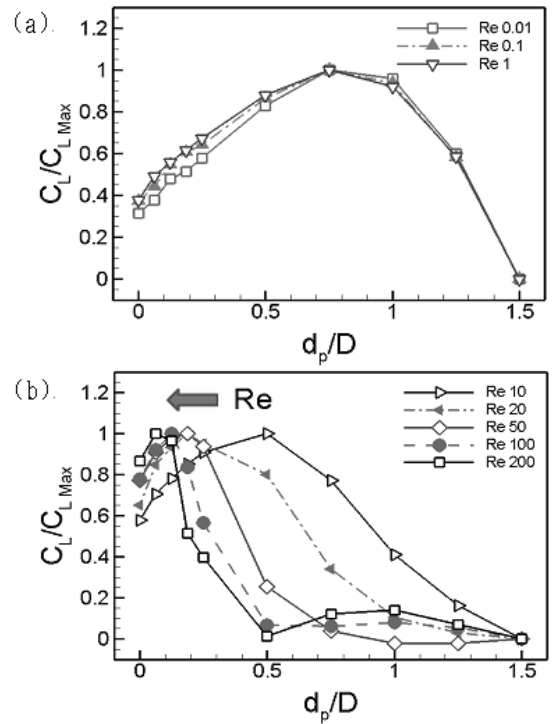 (a).
Re 0.01
Re 0.1
Re 1
C_L/C_L Max
1.2
1
0.8
0.6
0.4
0.2
0
0 0.5 1.0 1.5
d_p/D
(b).
Re
Re 10
Re 20
Re 50
Re 100
Re 200
C_L/C_L Max
1.2
1
0.8
0.6
0.4
0.2
0
0 0.5 1.0 1.5
d_p/D